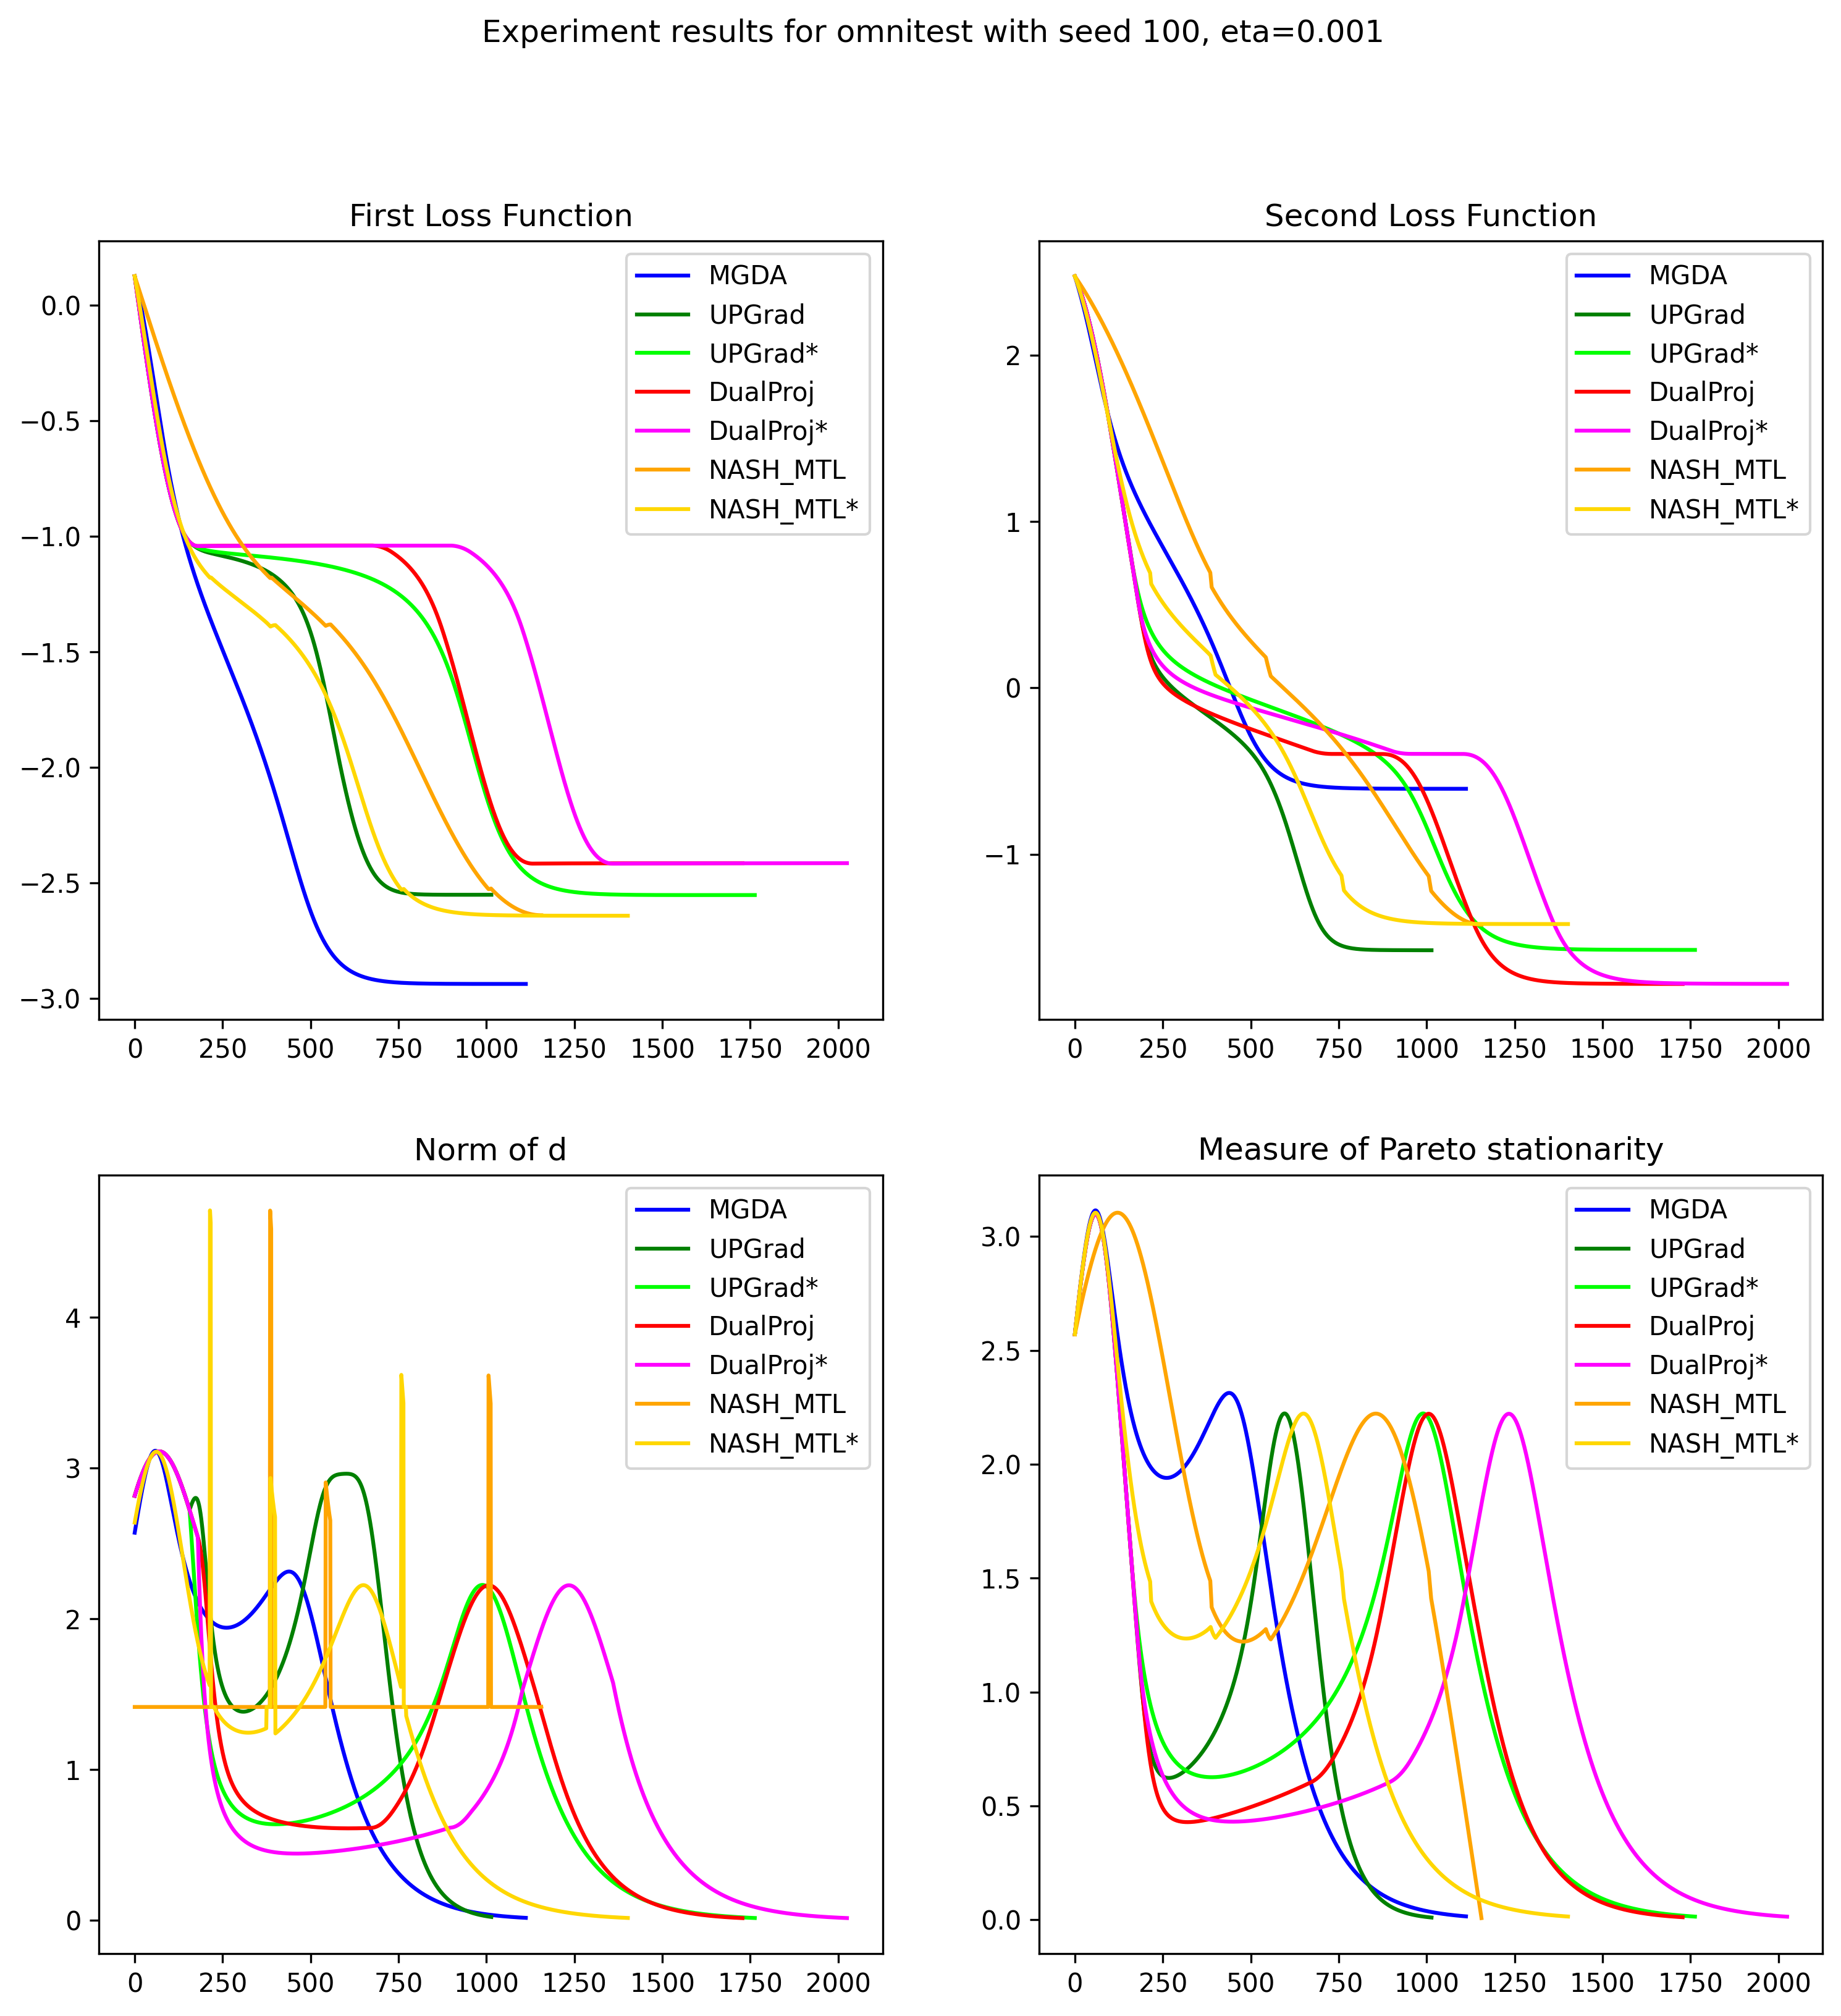 Experiment results for omnitest with seed 100, eta=0.001
First Loss Function
0.0
−0.5
−1.0
−1.5
−2.0
−2.5
−3.0
0 250 500 750 1000 1250 1500 1750 2000
MGDA
UPGrad
UPGrad*
DualProj
DualProj*
NASH_MTL
NASH_MTL*
Second Loss Function
2
1
0
−1
0 250 500 750 1000 1250 1500 1750 2000
MGDA
UPGrad
UPGrad*
DualProj
DualProj*
NASH_MTL
NASH_MTL*
Norm of d
4
3
2
1
0
0 250 500 750 1000 1250 1500 1750 2000
MGDA
UPGrad
UPGrad*
DualProj
DualProj*
NASH_MTL
NASH_MTL*
Measure of Pareto stationarity
3.0
2.5
2.0
1.5
1.0
0.5
0.0
0 250 500 750 1000 1250 1500 1750 2000
MGDA
UPGrad
UPGrad*
DualProj
DualProj*
NASH_MTL
NASH_MTL*